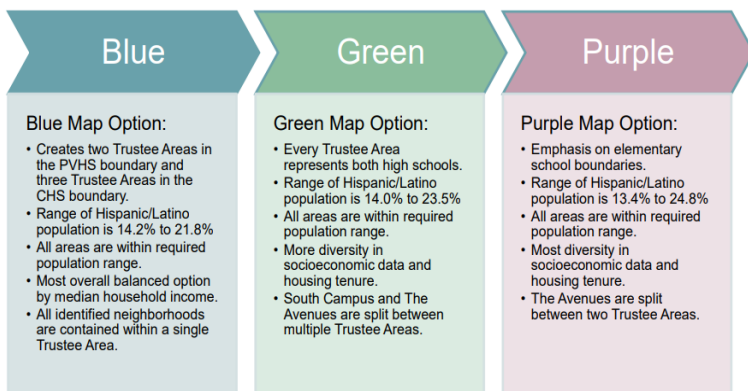 Blue
Green
Purple
Blue Map Option:
• Creates two Trustee Areas in
the PVHS boundary and
three Trustee Areas in the
CHS boundary.
• Range of Hispanic/Latino
population is 14.2% to 21.8%
• All areas are within required
population range.
• Most overall balanced option
by median household income.
• All identified neighborhoods
are contained within a single
Trustee Area.
Green Map Option:
• Every Trustee Area
represents both high schools.
• Range of Hispanic/Latino
population is 14.0% to 23.5%
• All areas are within required
population range.
• More diversity in
socioeconomic data and
housing tenure.
• South Campus and The
Avenues are split between
multiple Trustee Areas.
Purple Map Option:
• Emphasis on elementary
school boundaries.
• Range of Hispanic/Latino
population is 13.4% to 24.8%
• All areas are within required
population range.
• Most diversity in
socioeconomic data and
housing tenure.
• The Avenues are split
between two Trustee Areas.